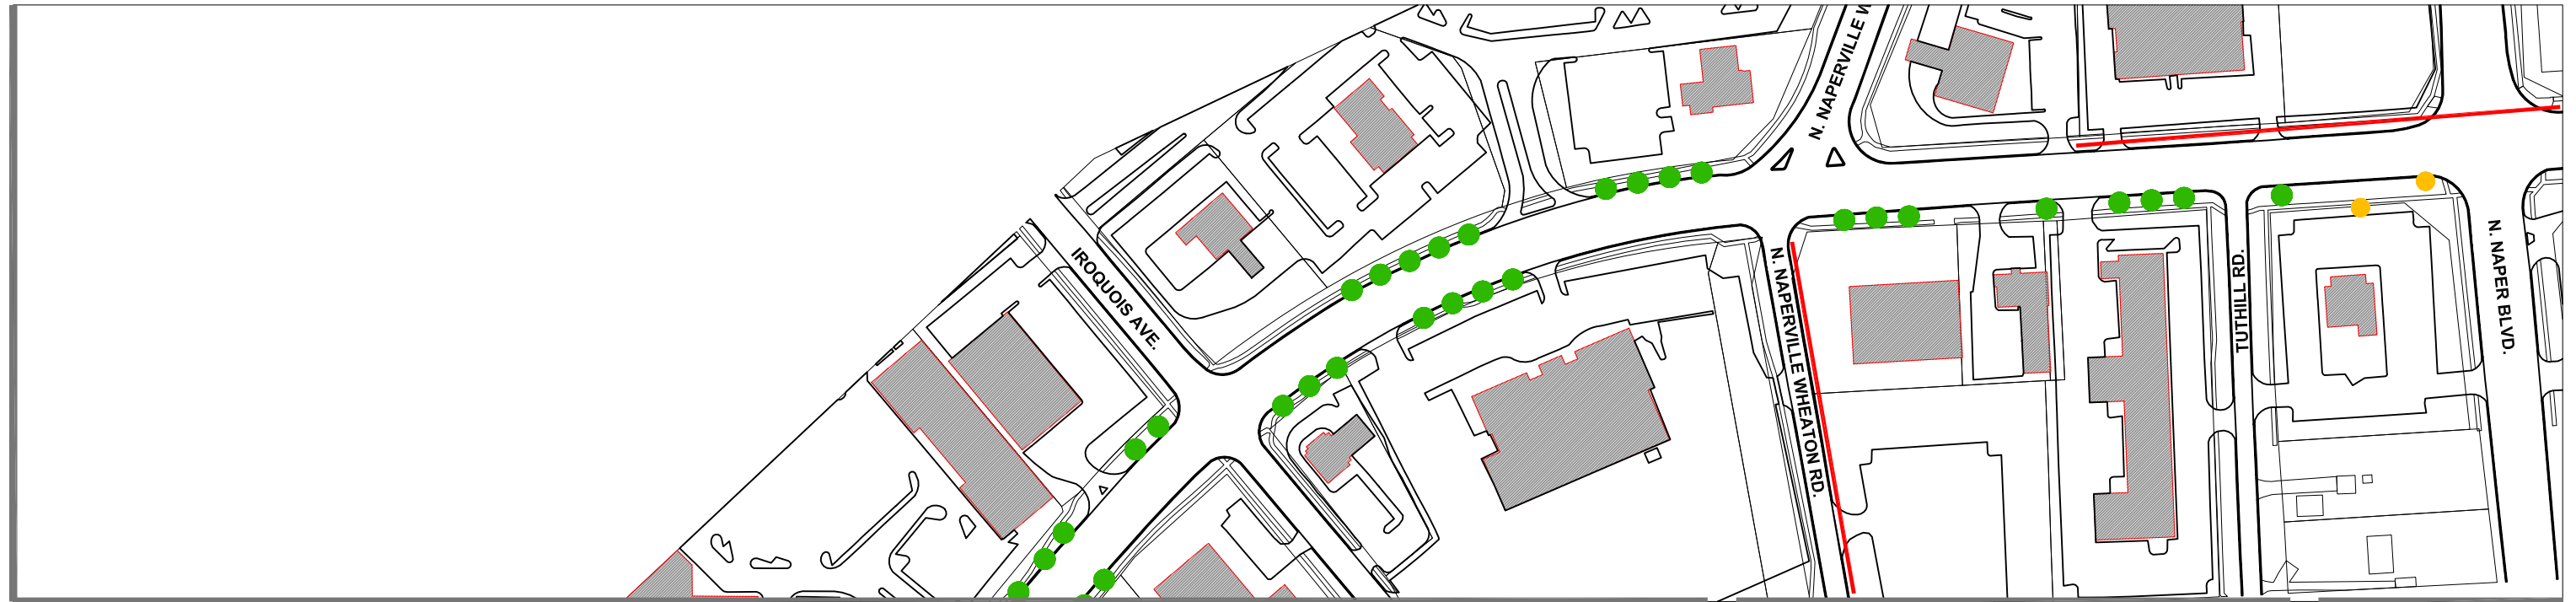 N. NAPERVILLE W
IROQUOIS AVE.
N. NAPERVILLE WHEATON RD.
TUTHILL RD.
N. NAPER BLVD.